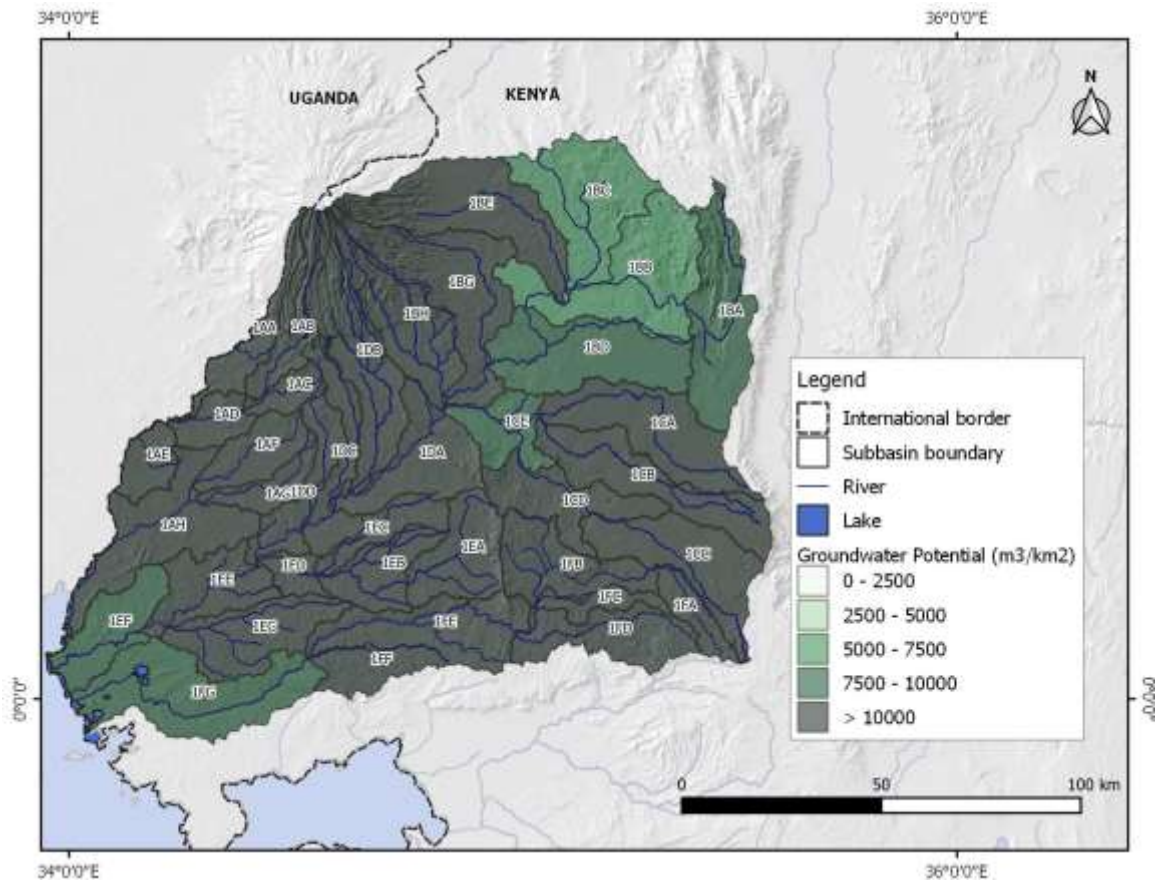 34°0'0"E 36°0'0"E
N
UGANDA KENYA
1BE
1BC
1BB
1BG
1BA
1BH
1AA
1AB
1DB
1BD
1AC
1AD
1CE
1CA
1AF
1AE
1DA
1CB
1AG
1DD
1CD
1AH
1EC
1EA
1CC
1EB
1EE
1FC
1FA
1EF
1EG
1FE
1FD
1FF
1FG
Legend
International border
Subbasin boundary
River
Lake
Groundwater Potential (m3/km2)
0 - 2500
2500 - 5000
5000 - 7500
7500 - 10000
> 10000
0°0'0" 0°0'0"
0 50 100 km
34°0'0"E 36°0'0"E